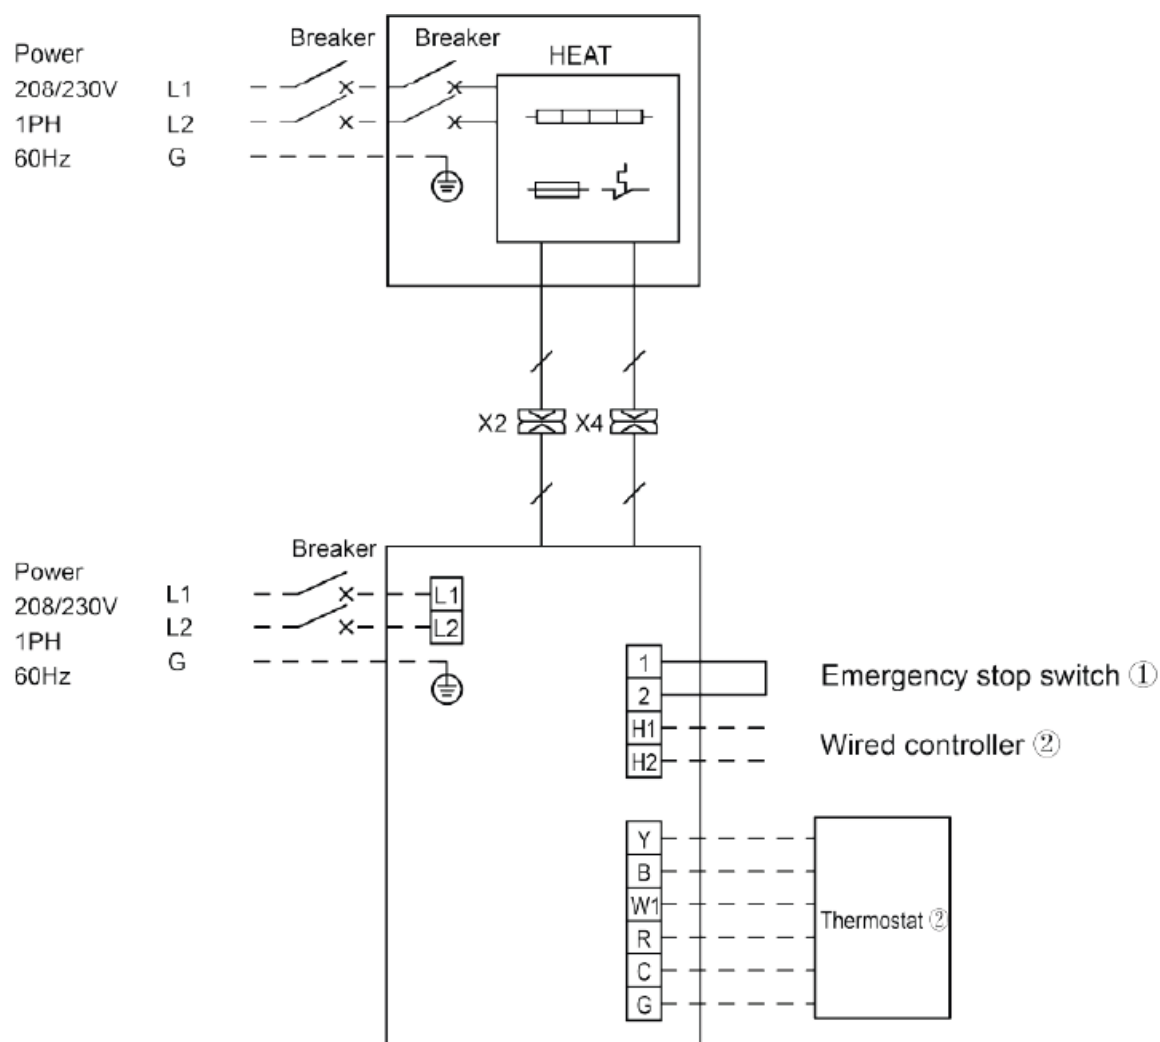 Breaker Breaker
HEAT
Power
208/230V L1
1PH L2
60Hz G
X2 X4
Breaker
Power
208/230V L1
1PH L2
60Hz G
L1
L2
1
2
H1
H2
Emergency stop switch ①
Wired controller ②
Y
B
W1
R
C
G
Thermostat ②